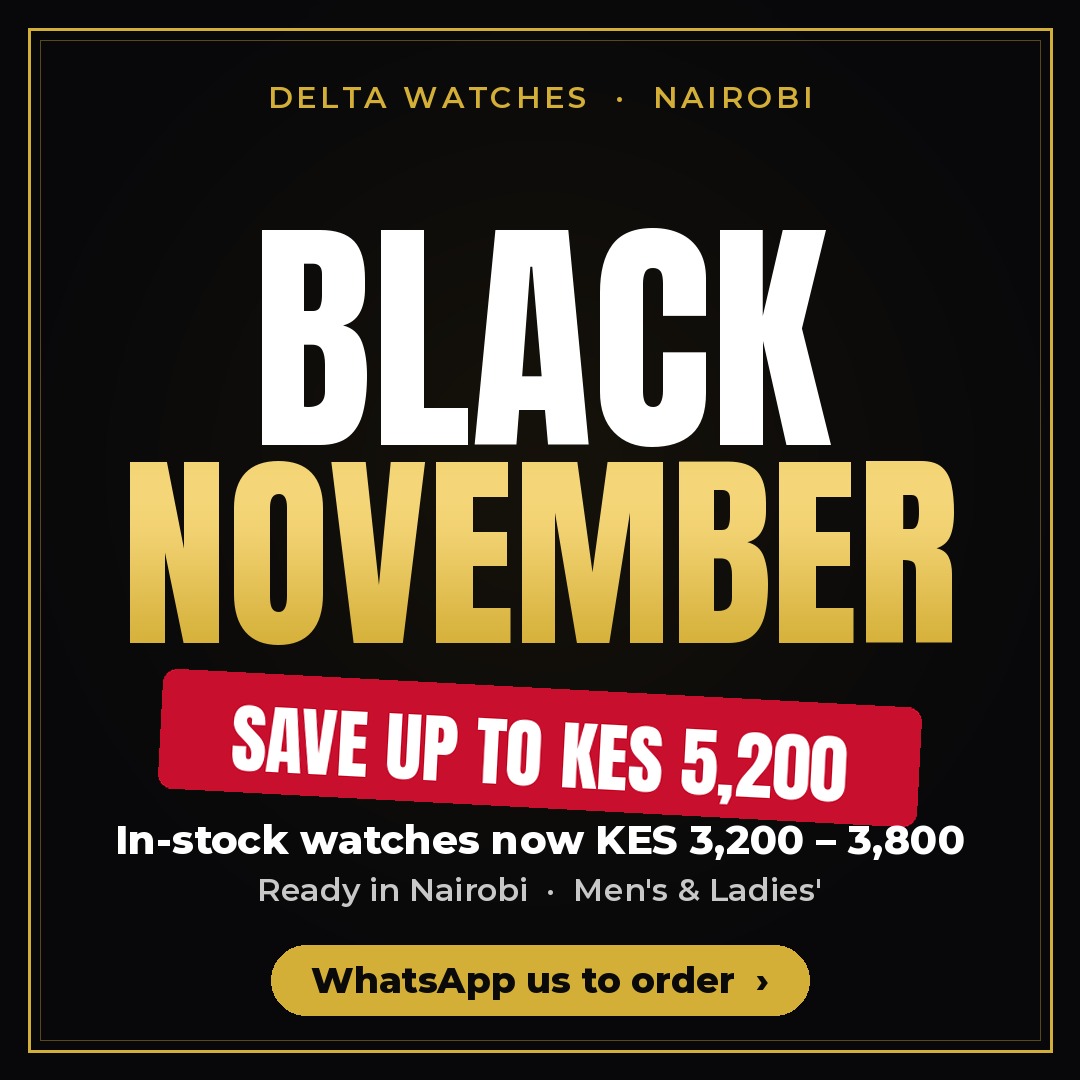 DELTA WATCHES · NAIROBI
BLACK
NOVEMBER
SAVE UP TO KES 5,200
In-stock watches now KES 3,200 – 3,800
Ready in Nairobi · Men's & Ladies'
WhatsApp us to order ›